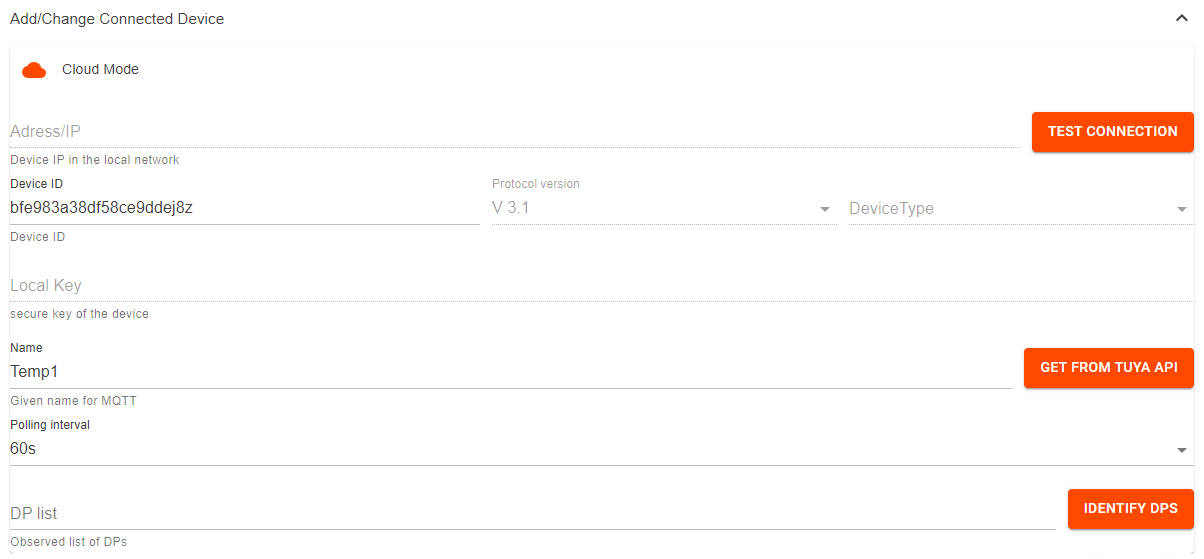 Add/Change Connected Device
Cloud Mode
Adress/IP
TEST CONNECTION
Device IP in the local network
Device ID
Protocol version
bfe983a38df58ce9ddej8z
V 3.1
DeviceType
Device ID
Local Key
secure key of the device
Name
Temp1
GET FROM TUYA API
Given name for MQTT
Polling interval
60s
DP list
IDENTIFY DPS
Observed list of DPs